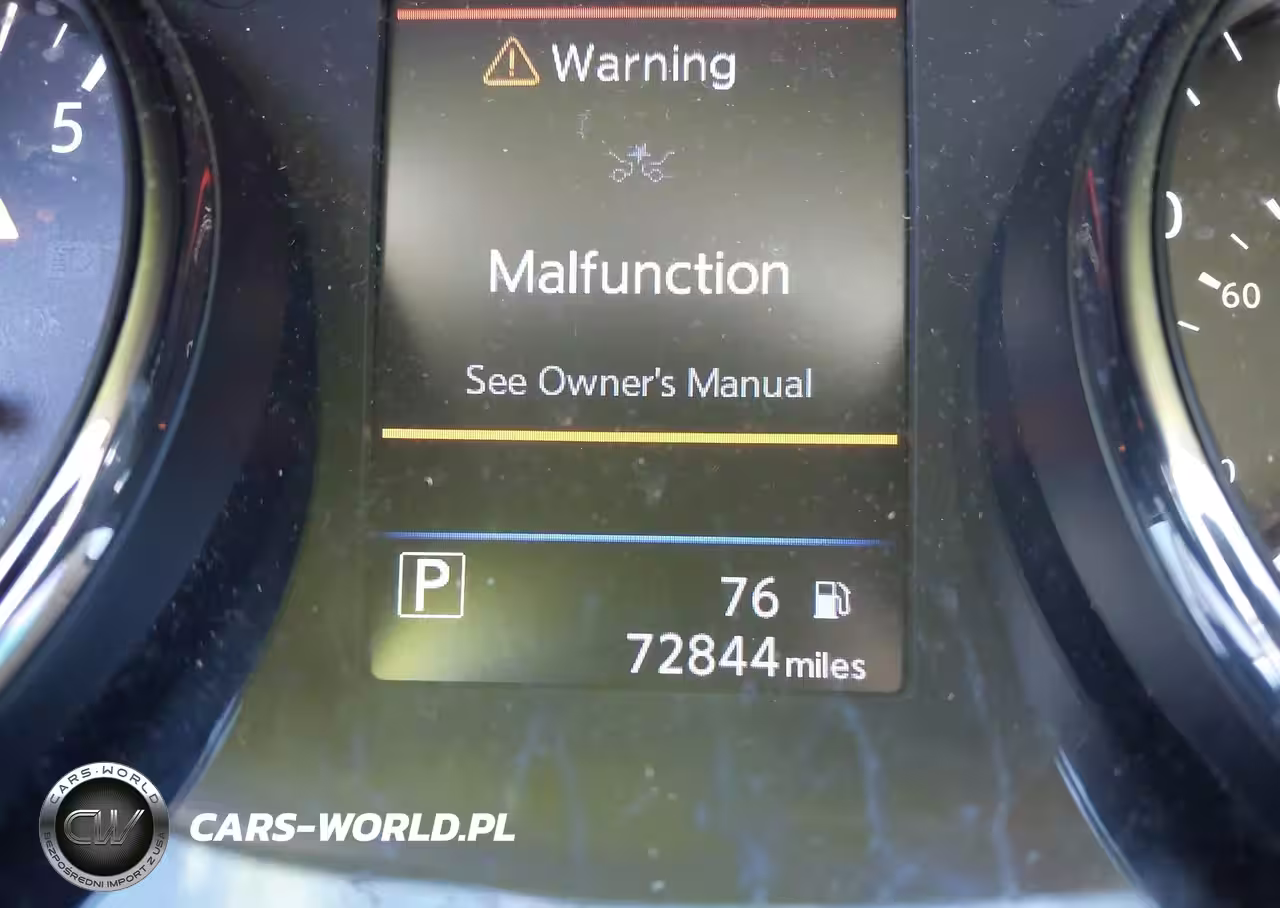 5
Warning
Malfunction
See Owner's Manual
60
P
76
72844 miles
CARS-WORLD
CW
BEZPOŚREDNI IMPORT Z USA
CARS-WORLD.PL